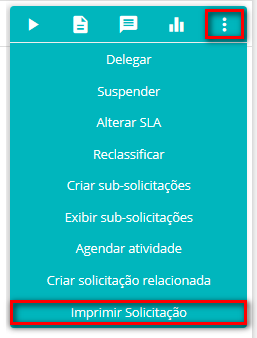 Delegar
Suspender
Alterar SLA
Reclassificar
Criar sub-solicitações
Exibir sub-solicitações
Agendar atividade
Criar solicitação relacionada
Imprimir Solicitação